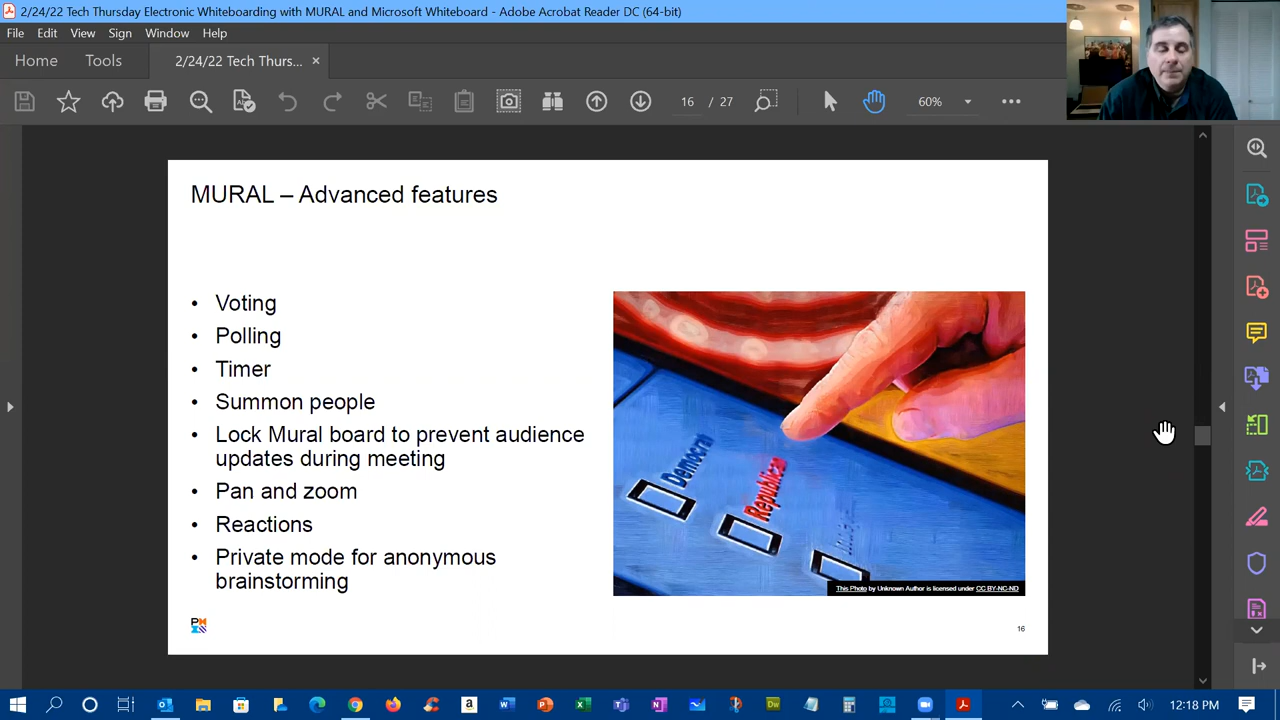 2/24/22 Tech Thursday Electronic Whiteboarding with MURAL and Microsoft Whiteboard - Adobe Acrobat Reader DC (64-bit)
File Edit View Sign Window Help
Home Tools 2/24/22 Tech Thurs... ×
16 / 27 60%
MURAL – Advanced features
• Voting
• Polling
• Timer
• Summon people
• Lock Mural board to prevent audience
updates during meeting
• Pan and zoom
• Reactions
• Private mode for anonymous
brainstorming
Democrat
Republican
This Photo by Unknown Author is licensed under CC BY-NC-ND
16
12:18 PM